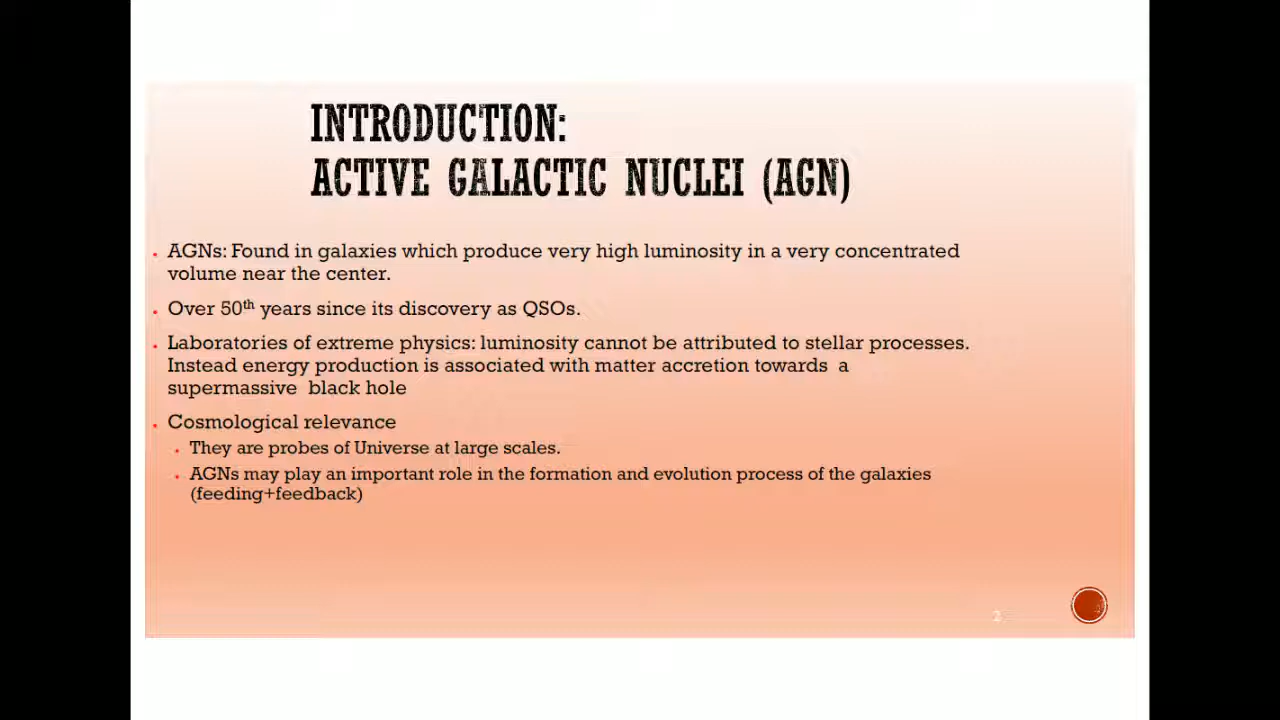 INTRODUCTION:
ACTIVE GALACTIC NUCLEI (AGN)
AGNs: Found in galaxies which produce very high luminosity in a very concentrated
volume near the center.
Over 50th years since its discovery as QSOs.
Laboratories of extreme physics: luminosity cannot be attributed to stellar processes.
Instead energy production is associated with matter accretion towards a
supermassive black hole
Cosmological relevance
They are probes of Universe at large scales.
AGNs may play an important role in the formation and evolution process of the galaxies
(feeding+feedback)
2